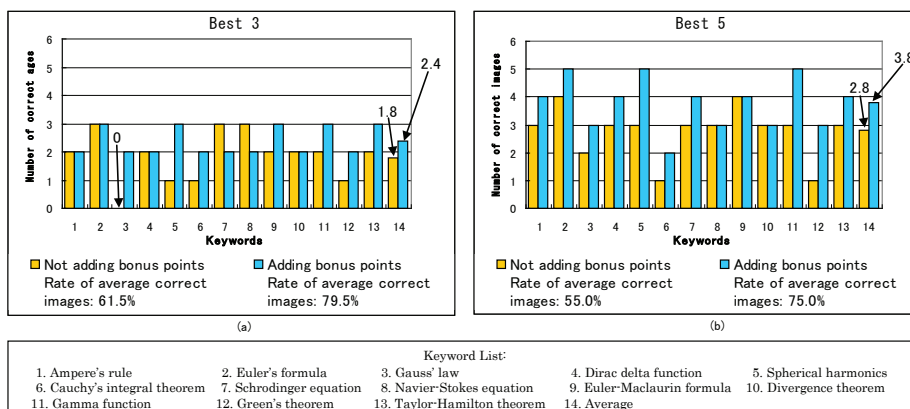 Best 3
Number of correct ages
6
5
4
3
2
1
0
0
1.8
2.4
1 2 3 4 5 6 7 8 9 10 11 12 13 14
Keywords
Not adding bonus points
Rate of average correct
images: 61.5%
Adding bonus points
Rate of average correct
images: 79.5%
(a)
Best 5
Number of correct images
6
5
4
3
2
1
0
2.8
3.8
1 2 3 4 5 6 7 8 9 10 11 12 13 14
Keywords
Not adding bonus points
Rate of average correct
images: 55.0%
Adding bonus points
Rate of average correct
images: 75.0%
(b)
Keyword List:
1. Ampere's rule 2. Euler's formula 3. Gauss' law 4. Dirac delta function 5. Spherical harmonics
6. Cauchy's integral theorem 7. Schrodinger equation 8. Navier-Stokes equation 9. Euler-Maclaurin formula 10. Divergence theorem
11. Gamma function 12. Green's theorem 13. Taylor-Hamilton theorem 14. Average